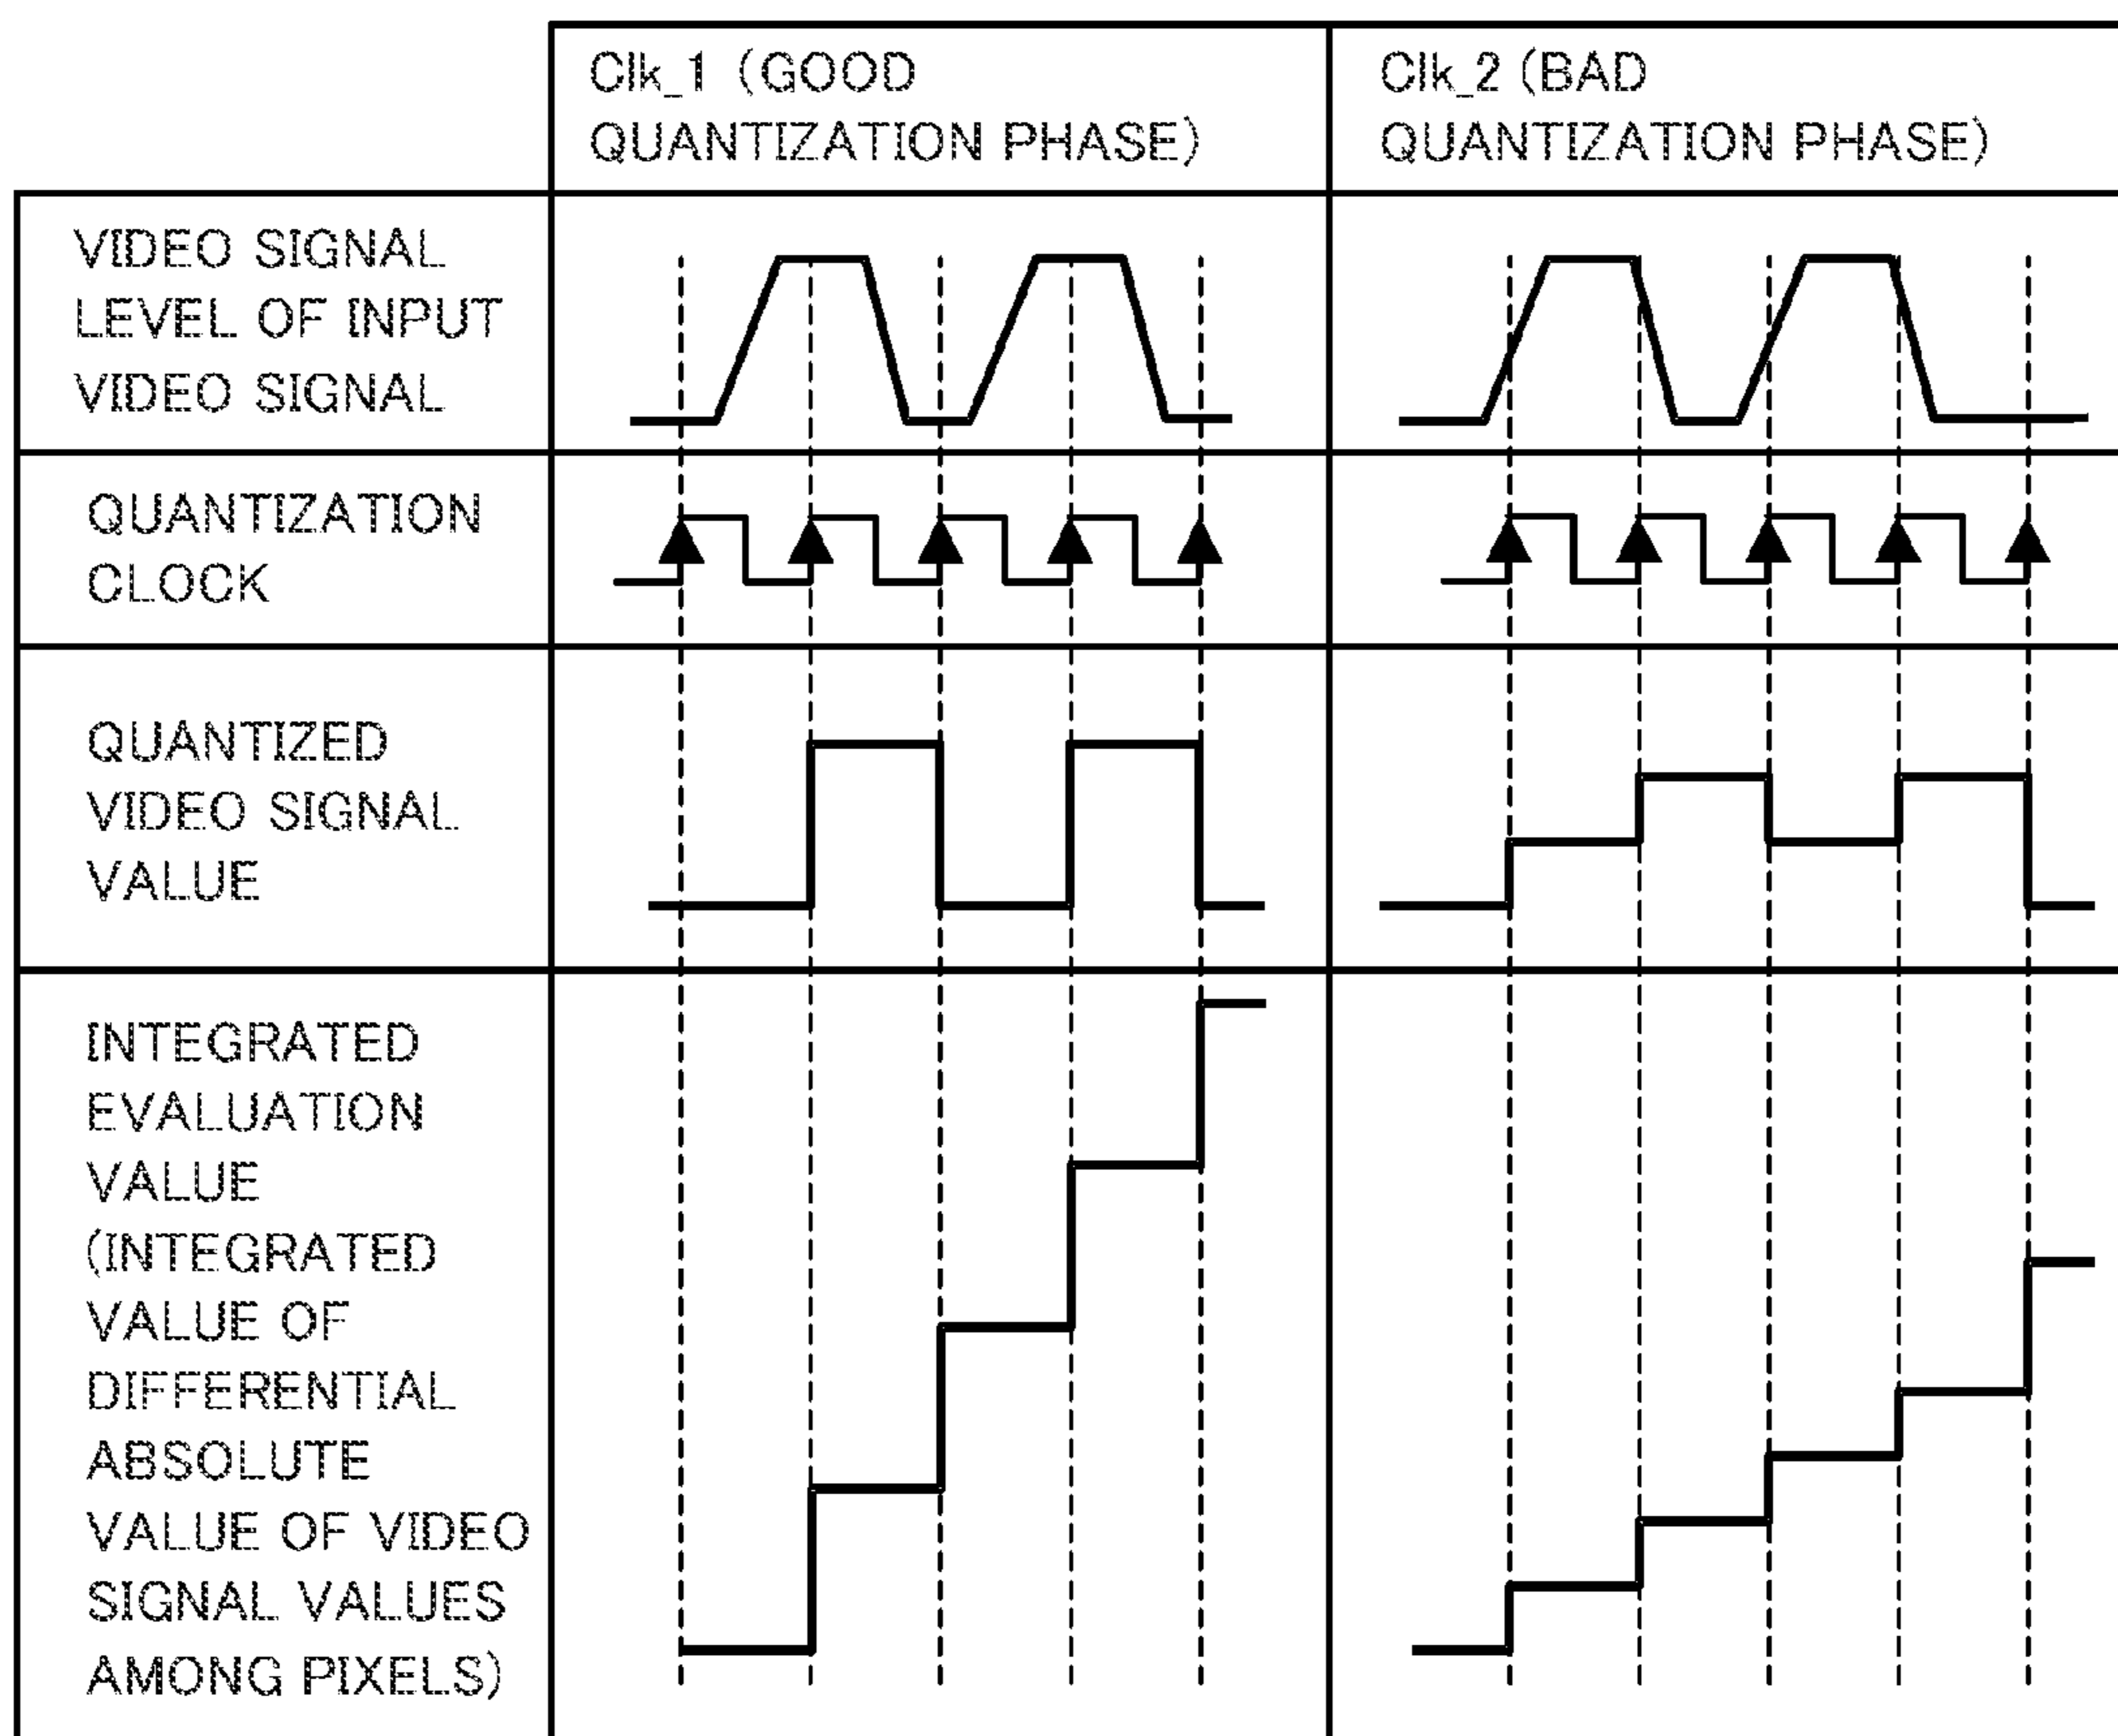 Clk_1 (GOOD
QUANTIZATION PHASE)
Clk_2 (BAD
QUANTIZATION PHASE)
VIDEO SIGNAL
LEVEL OF INPUT
VIDEO SIGNAL
QUANTIZATION
CLOCK
QUANTIZED
VIDEO SIGNAL
VALUE
INTEGRATED
EVALUATION
VALUE
(INTEGRATED
VALUE OF
DIFFERENTIAL
ABSOLUTE
VALUE OF VIDEO
SIGNAL VALUES
AMONG PIXELS)